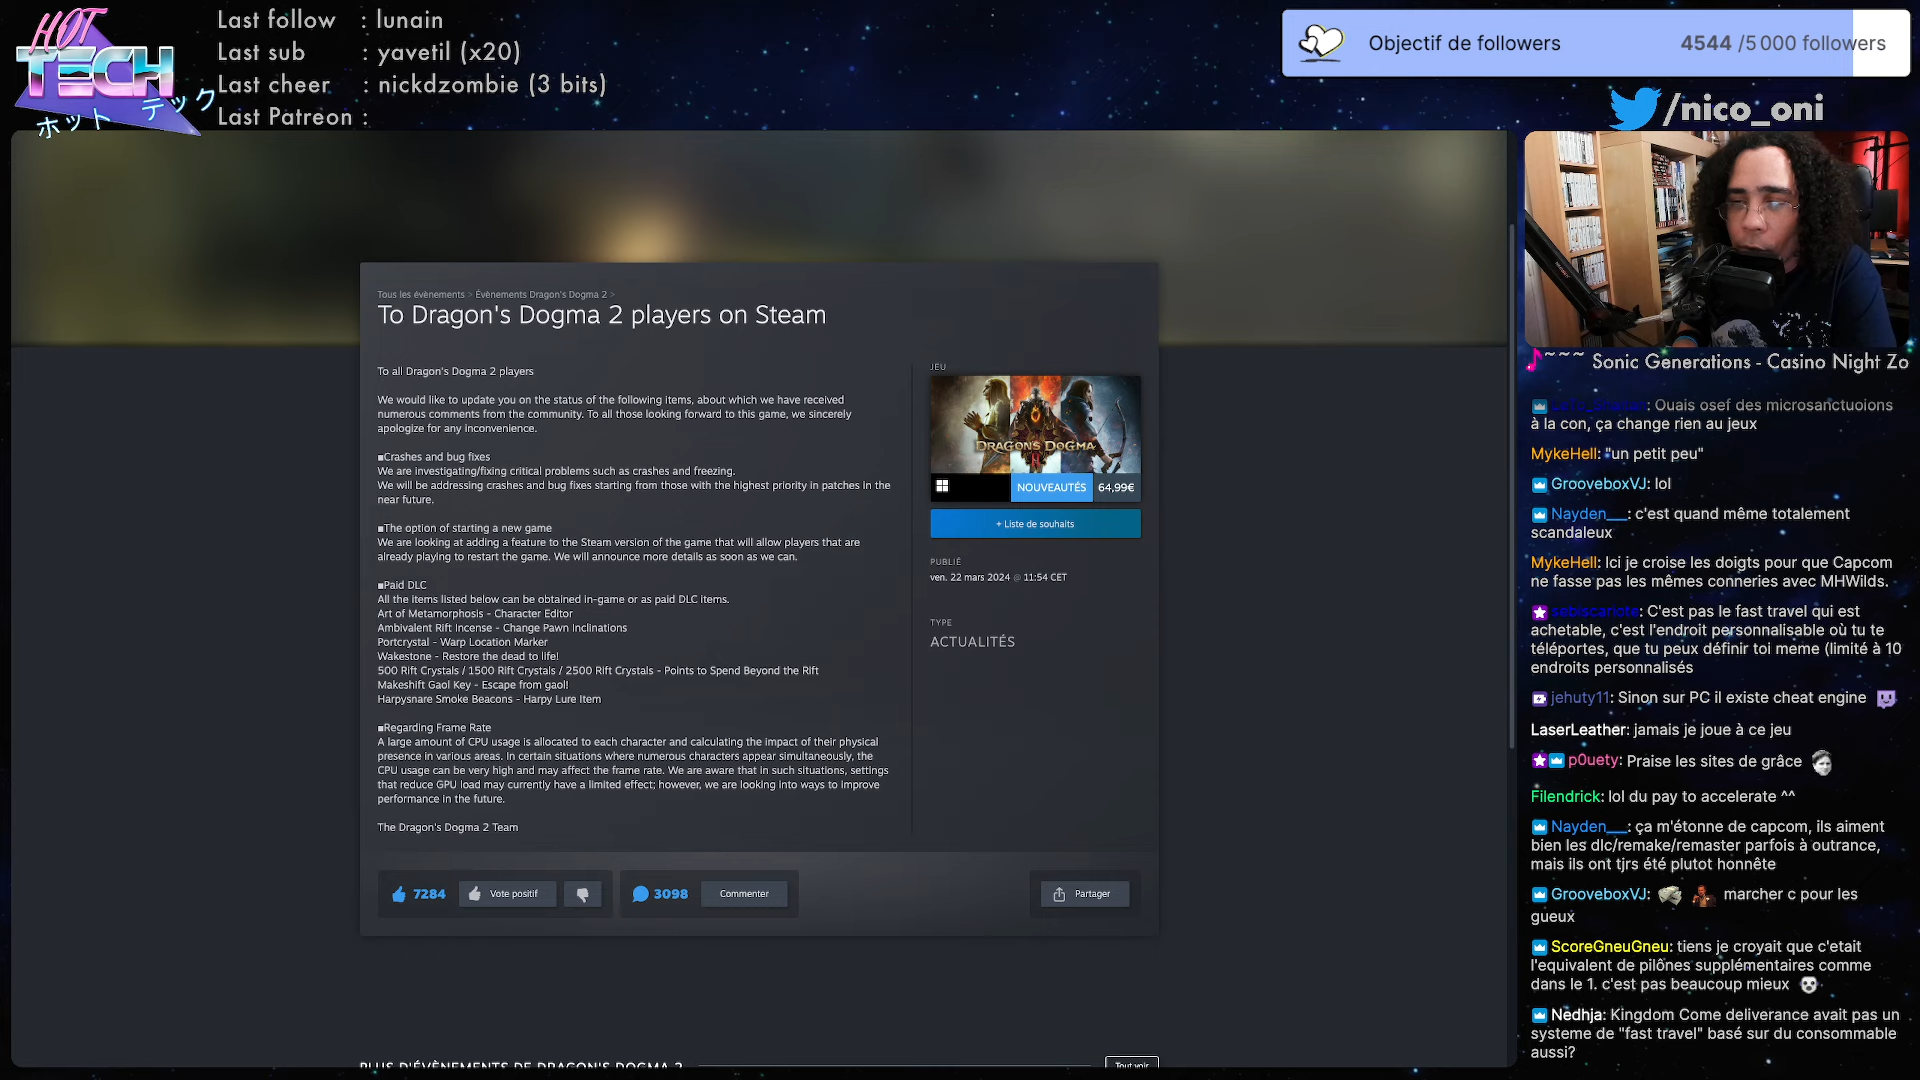 HOT
TECH
ホット テック
Last follow : lunain
Last sub : yavetil (x20)
Last cheer : nickdzombie (3 bits)
Last Patreon :
Objectif de followers 4544 /5 000 followers
/nico_oni
Tous les évènements > Évènements Dragon's Dogma 2 >
To Dragon's Dogma 2 players on Steam
To all Dragon's Dogma 2 players
We would like to update you on the status of the following items, about which we have received
numerous comments from the community. To all those looking forward to this game, we sincerely
apologize for any inconvenience.
■Crashes and bug fixes
We are investigating/fixing critical problems such as crashes and freezing.
We will be addressing crashes and bug fixes starting from those with the highest priority in patches in the
near future.
■The option of starting a new game
We are looking at adding a feature to the Steam version of the game that will allow players that are
already playing to restart the game. We will announce more details as soon as we can.
■Paid DLC
All the items listed below can be obtained in-game or as paid DLC items.
Art of Metamorphosis - Character Editor
Ambivalent Rift Incense - Change Pawn Inclinations
Portcrystal - Warp Location Marker
Wakestone - Restore the dead to life!
500 Rift Crystals / 1500 Rift Crystals / 2500 Rift Crystals - Points to Spend Beyond the Rift
Makeshift Gaol Key - Escape from gaol!
Harpysnare Smoke Beacons - Harpy Lure Item
■Regarding Frame Rate
A large amount of CPU usage is allocated to each character and calculating the impact of their physical
presence in various areas. In certain situations where numerous characters appear simultaneously, the
CPU usage can be very high and may affect the frame rate. We are aware that in such situations, settings
that reduce GPU load may currently have a limited effect; however, we are looking into ways to improve
performance in the future.
The Dragon's Dogma 2 Team
7284 Vote positif
3098 Commenter
Partager
JEU
DRAGON'S DOGMA
NOUVEAUTÉS 64,99€
+ Liste de souhaits
PUBLIÉ
ven. 22 mars 2024 @ 11:54 CET
TYPE
ACTUALITÉS
PLUS D'ÉVÈNEMENTS DE DRAGON'S DOGMA 2
Tout voir
~~~ Sonic Generations - Casino Night Zo
: Ouais osef des microsanctuoions
à la con, ça change rien au jeux
MykeHell: "un petit peu"
GrooveboxVJ: lol
Nayden__: c'est quand même totalement
scandaleux
MykeHell: Ici je croise les doigts pour que Capcom
ne fasse pas les mêmes conneries avec MHWilds.
sebiscariote: C'est pas le fast travel qui est
achetable, c'est l'endroit personnalisable où tu te
téléportes, que tu peux définir toi meme (limité à 10
endroits personnalisés
jehuty11: Sinon sur PC il existe cheat engine
LaserLeather: jamais je joue à ce jeu
p0uety: Praise les sites de grâce
Filendrick: lol du pay to accelerate ^^
Nayden__: ça m'étonne de capcom, ils aiment
bien les dlc/remake/remaster parfois à outrance,
mais ils ont tjrs été plutot honnête
GrooveboxVJ: marcher c pour les
gueux
ScoreGneuGneu: tiens je croyait que c'etait
l'equivalent de pilônes supplémentaires comme
dans le 1. c'est pas beaucoup mieux
Nedhja: Kingdom Come deliverance avait pas un
systeme de "fast travel" basé sur du consommable
aussi?